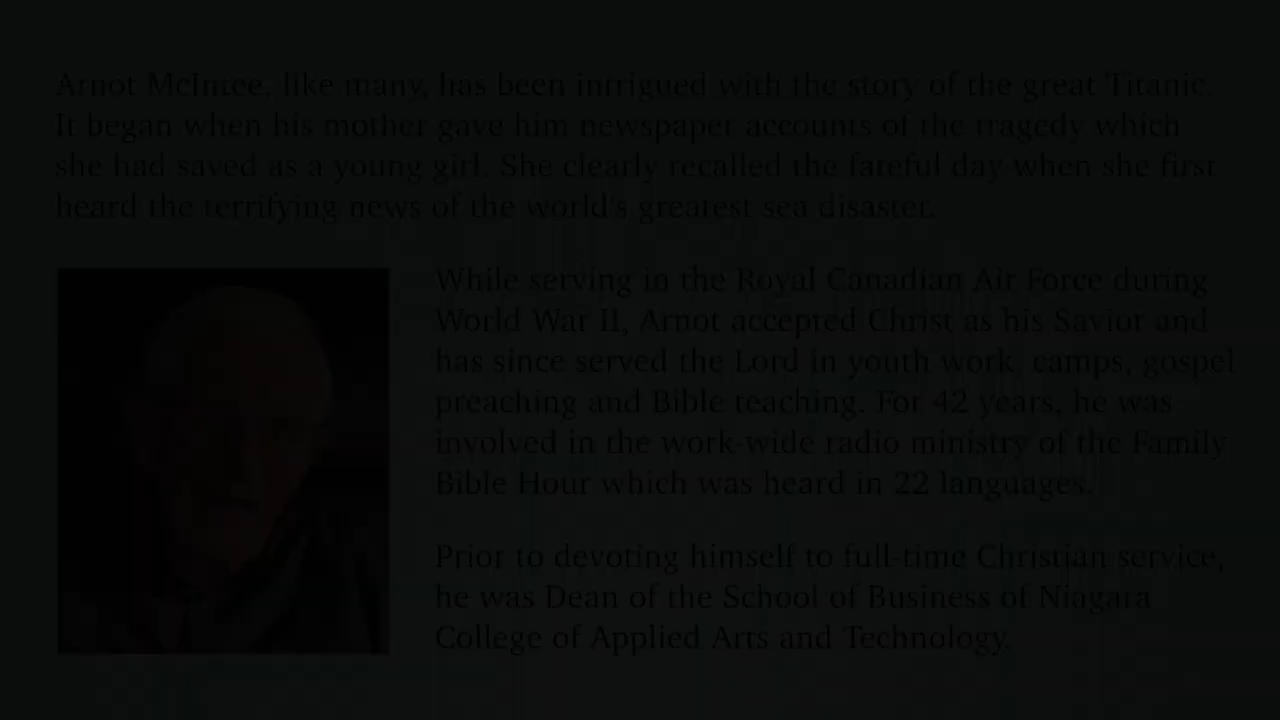 Arnot McIntee, like many, has been intrigued with the story of the great Titanic.
It began when his mother gave him newspaper accounts of the tragedy which
she had saved as a young girl. She clearly recalled the fateful day when she first
heard the terrifying news of the world's greatest sea disaster.
While serving in the Royal Canadian Air Force during
World War II, Arnot accepted Christ as his Savior and
has since served the Lord in youth work, camps, gospel
preaching and Bible teaching. For 42 years, he was
involved in the work-wide radio ministry of the Family
Bible Hour which was heard in 22 languages.
Prior to devoting himself to full-time Christian service,
he was Dean of the School of Business of Niagara
College of Applied Arts and Technology.